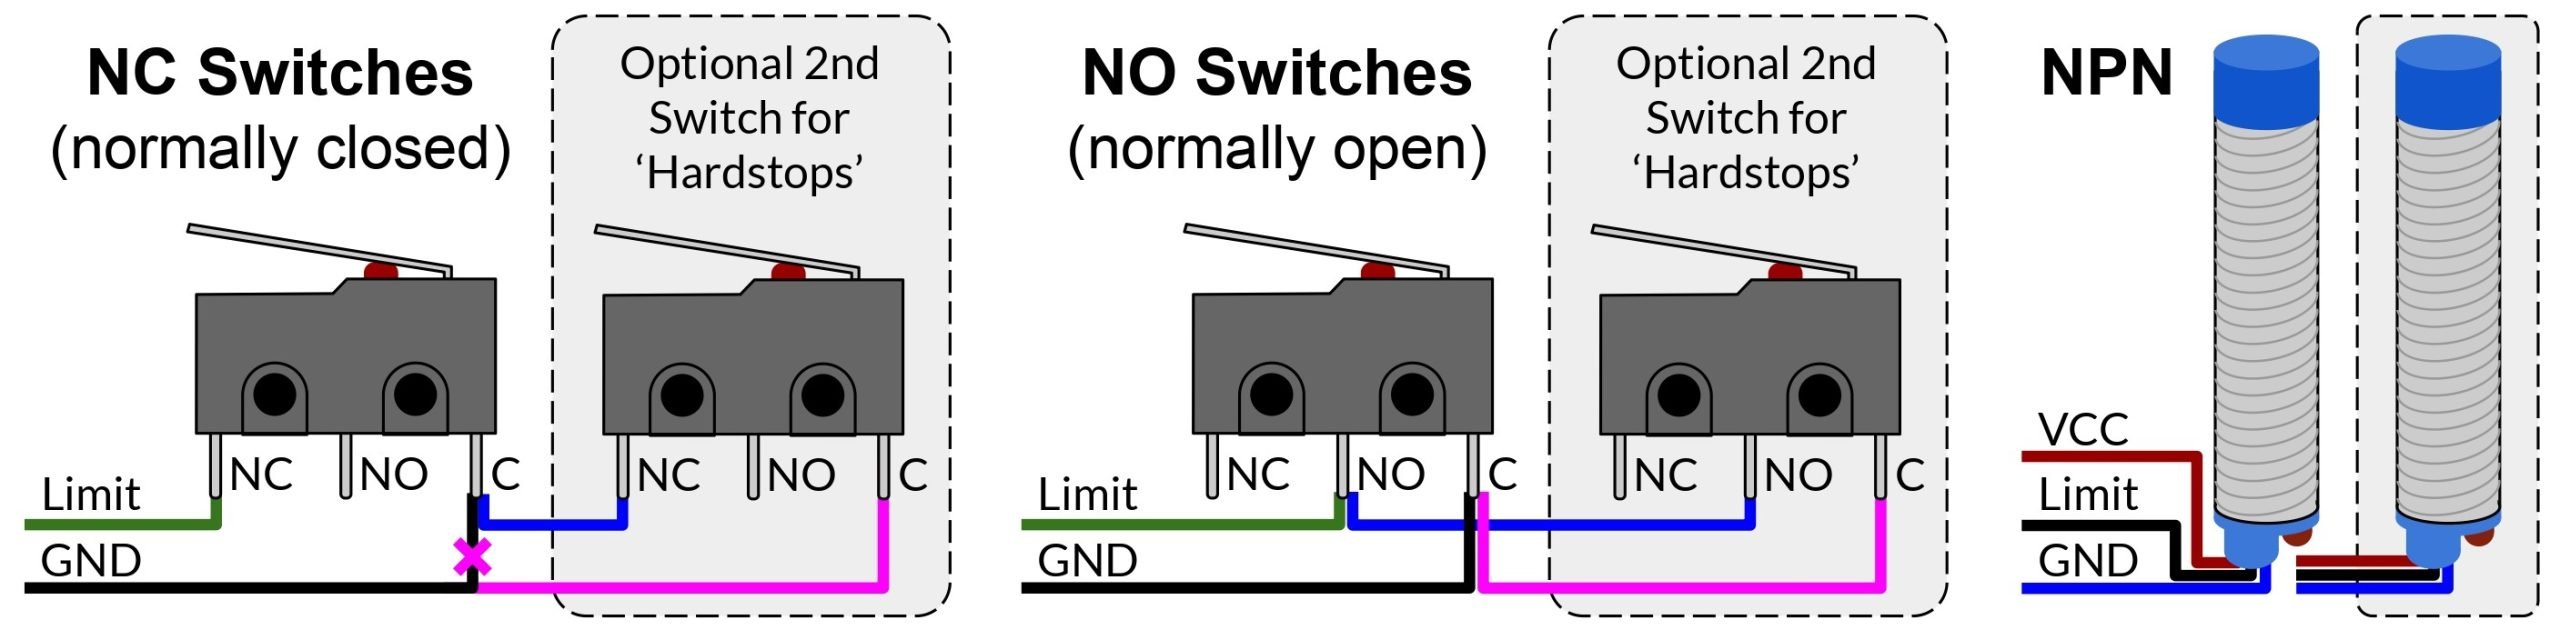 NC Switches
(normally closed)
Optional 2nd
Switch for
‘Hardstops’
NC
NO
C
NC
NO
C
Limit
GND
NO Switches
(normally open)
Optional 2nd
Switch for
‘Hardstops’
NC
NO
C
NC
NO
C
Limit
GND
NPN
VCC
Limit
GND